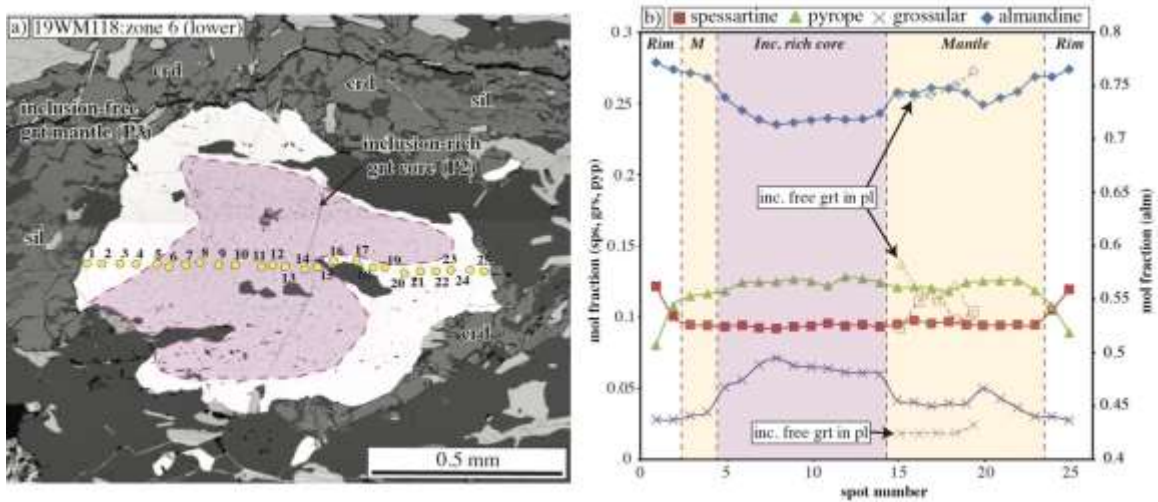 a) 19WM118:zone 6 (lower)
crd
crd
sil
inclusion-free
grt mantle (PA)
inclusion-rich
grt core (P2)
sil
1 2 3 4 5 6 7 8 9 10 11 12 13 14 15 16 17 18 19 20 21 22 23 24 25
crd
0.5 mm
b)
spessartine pyrope grossular almandine
Rim M Inc. rich core Mantle Rim
0.3 0.8
0.25 0.75
0.2 0.7
0.65
0.15 0.6
0.1 0.55
0.5
0.05 0.45
0 0.4
mol fraction (sps, grs, pyp)
mol fraction (alm)
inc. free grt in pl
inc. free grt in pl
0 5 10 15 20 25
spot number